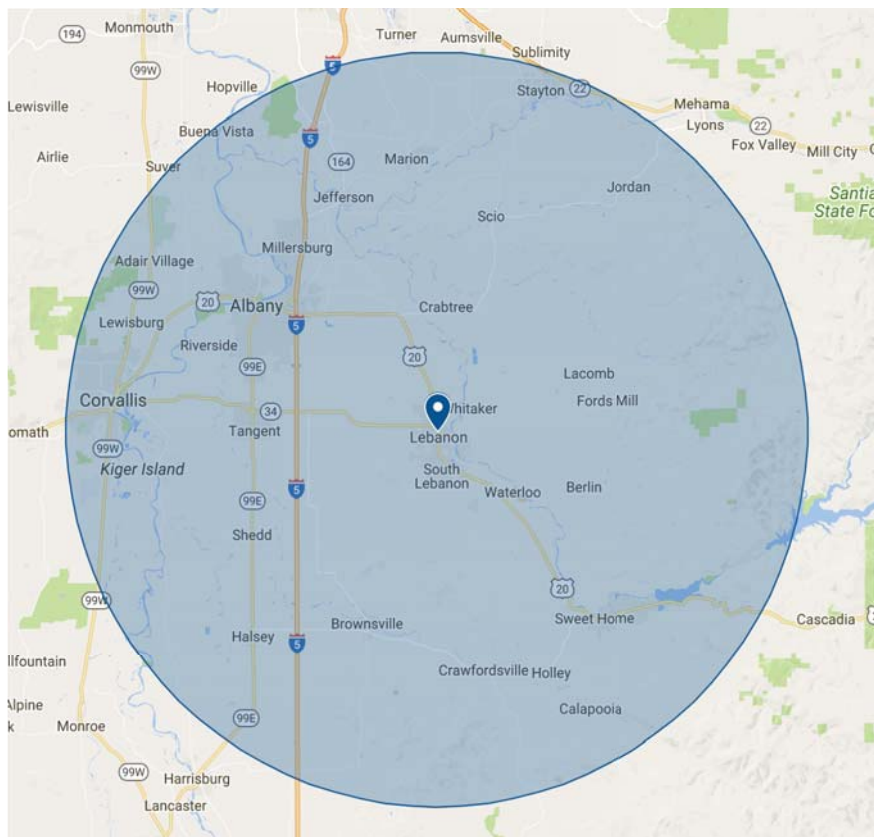 194
Monmouth
Turner
Aumsville
Sublimity
5
99W
Hopville
Stayton
22
Lewisville
Mehama
Lyons
Buena Vista
5
22
Fox Valley
Mill City
Airlie
Suver
164
Marion
Jordan
Jefferson
Scio
Santia
State Fo
Millersburg
Adair Village
99W
20
Albany
Crabtree
Lewisburg
5
Riverside
20
99E
Lacomb
Corvallis
Fords Mill
34
Whitaker
omath
Tangent
Lebanon
99W
Kiger Island
South
Lebanon
5
Waterloo
Berlin
99E
Shedd
20
99W
Sweet Home
Cascadia
Brownsville
Halsey
5
llfountain
Crawfordsville
Holley
Alpine
k
Calapooia
Monroe
99E
99W
Harrisburg
Lancaster